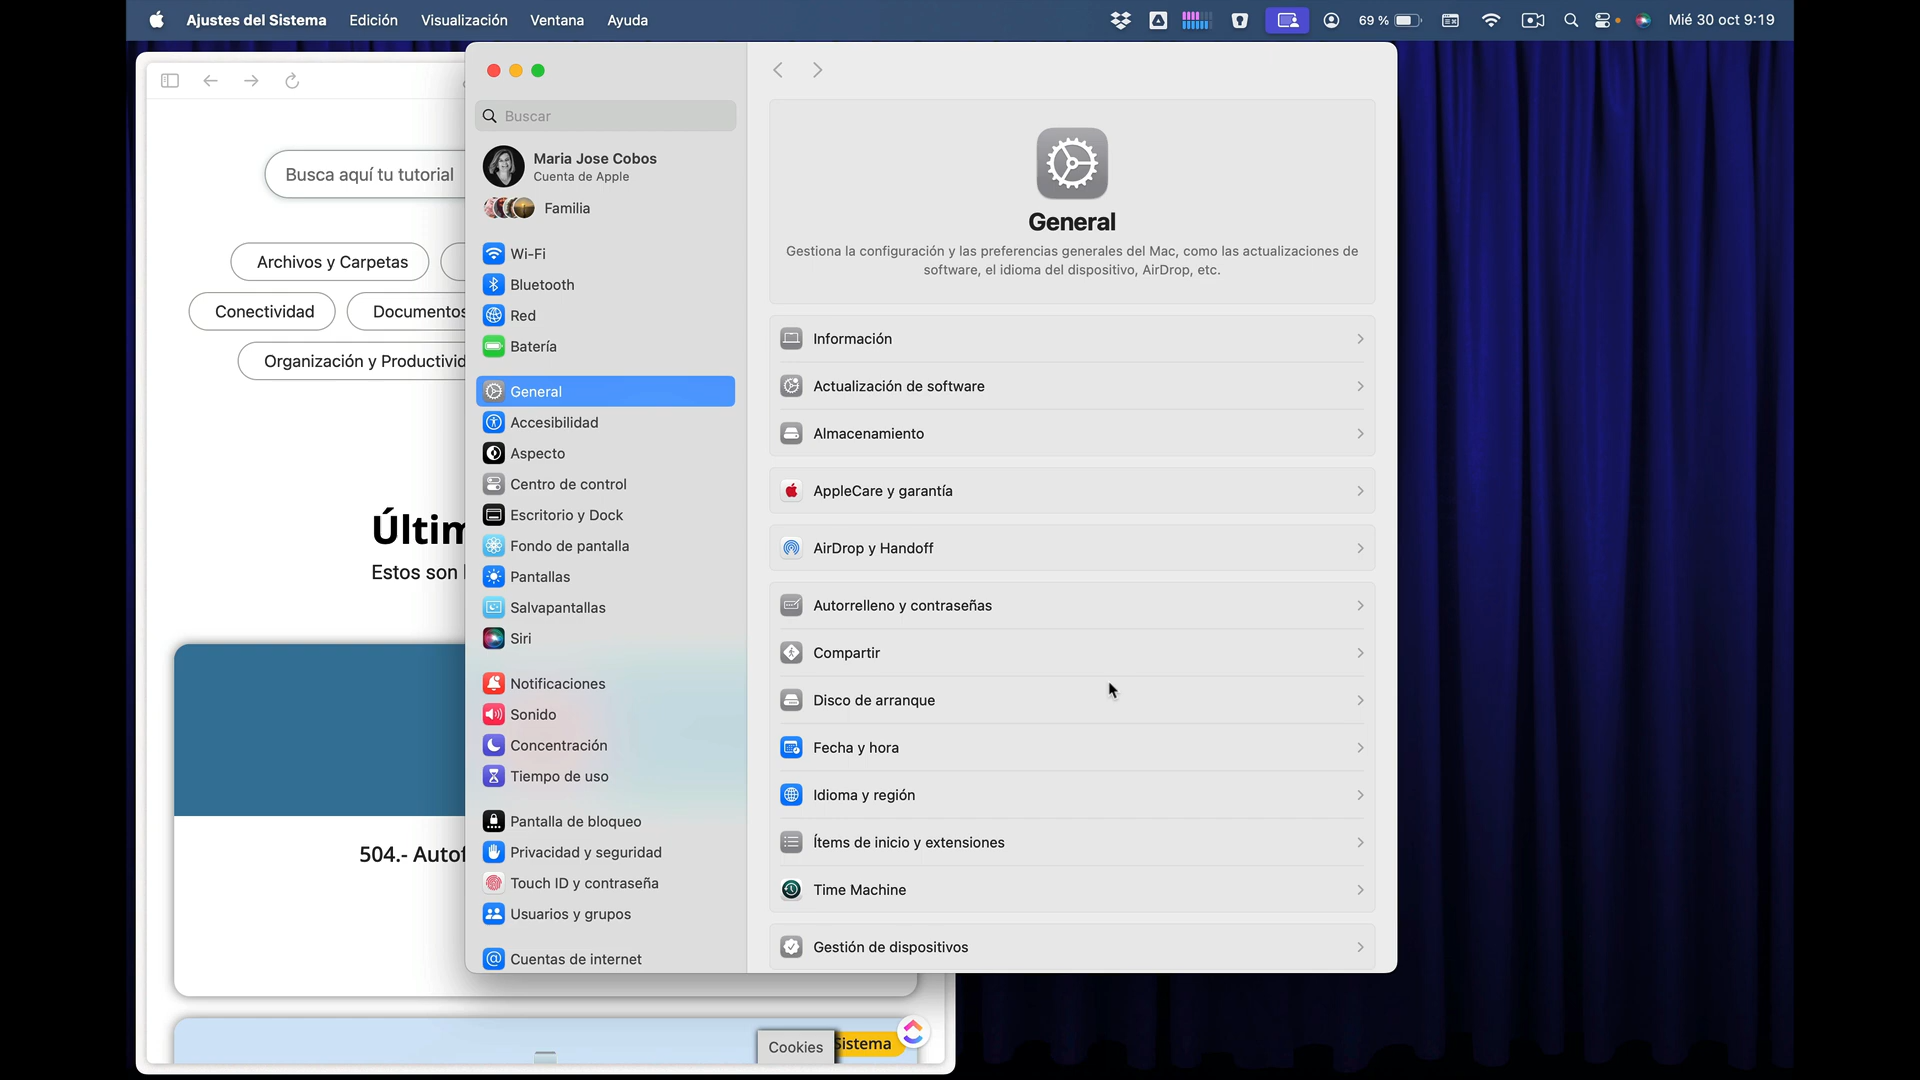 Ajustes del Sistema Edición Visualización Ventana Ayuda 69 % Mié 30 oct 9:19
Busca aquí tu tutorial
Archivos y Carpetas
Conectividad
Documentos
Organización y Productivid
Últim
Estos son l
504.- Autof
Cookies
Sistema
Buscar
Maria Jose Cobos
Cuenta de Apple
Familia
Wi-Fi
Bluetooth
Red
Batería
General
Accesibilidad
Aspecto
Centro de control
Escritorio y Dock
Fondo de pantalla
Pantallas
Salvapantallas
Siri
Notificaciones
Sonido
Concentración
Tiempo de uso
Pantalla de bloqueo
Privacidad y seguridad
Touch ID y contraseña
Usuarios y grupos
Cuentas de internet
General
Gestiona la configuración y las preferencias generales del Mac, como las actualizaciones de
software, el idioma del dispositivo, AirDrop, etc.
Información
Actualización de software
Almacenamiento
AppleCare y garantía
AirDrop y Handoff
Autorrelleno y contraseñas
Compartir
Disco de arranque
Fecha y hora
Idioma y región
Ítems de inicio y extensiones
Time Machine
Gestión de dispositivos